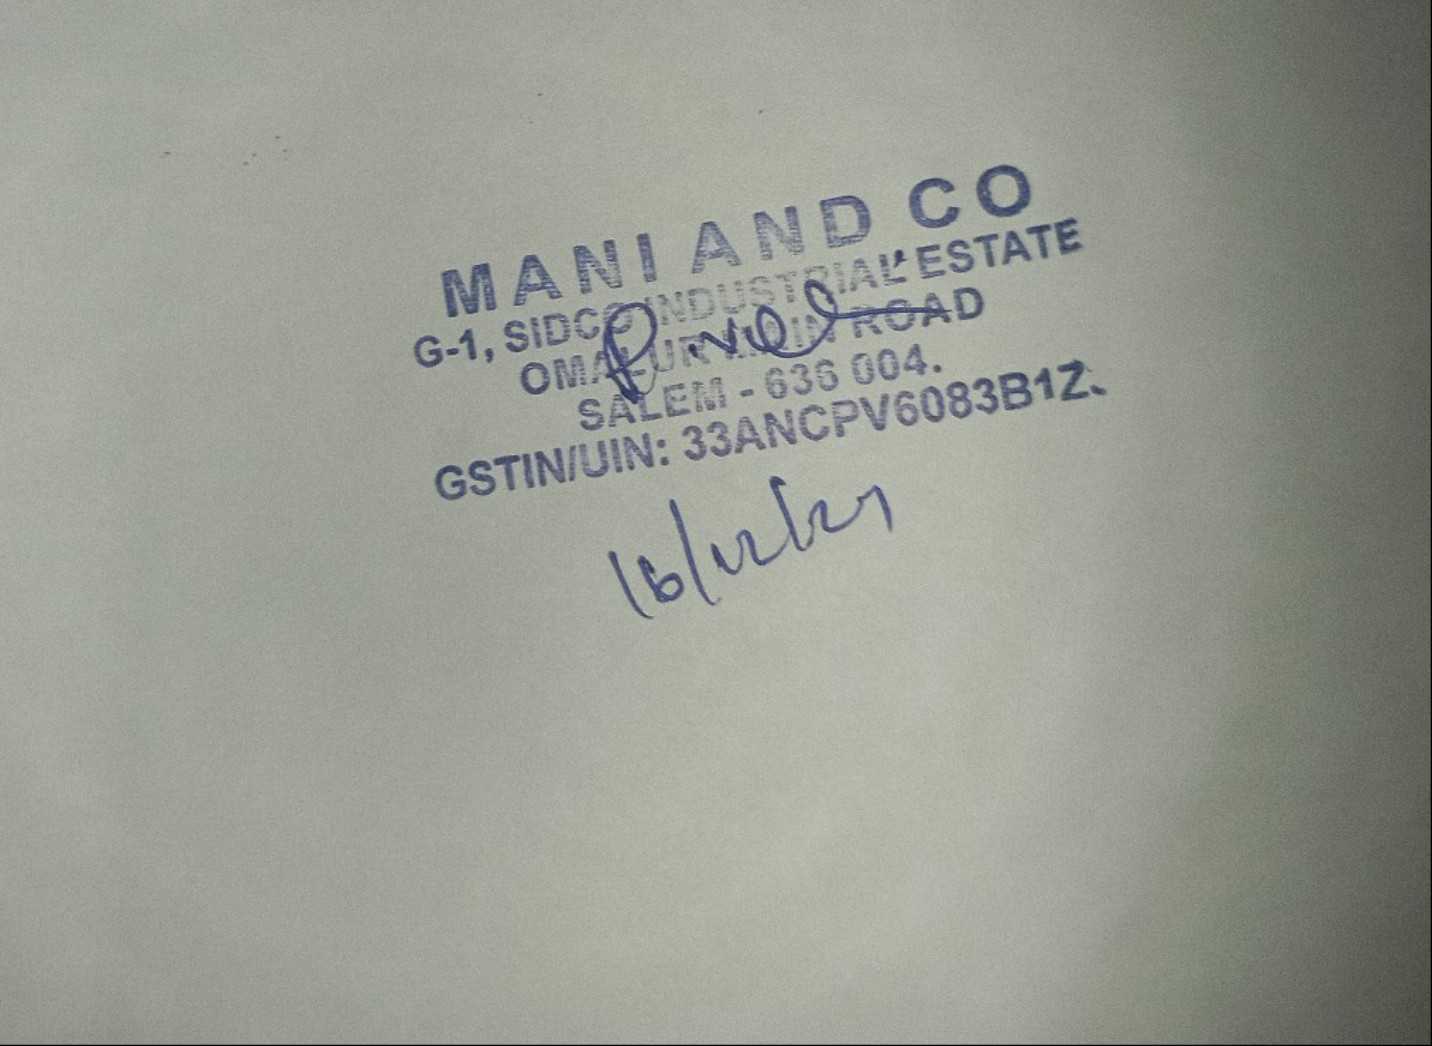 MANI AND CO
G-1, SIDCO INDUSTRIAL ESTATE
OMALUR MAIN ROAD
SALEM - 636 004.
GSTIN/UIN: 33ANCPV6083B1Z.
16/12/21